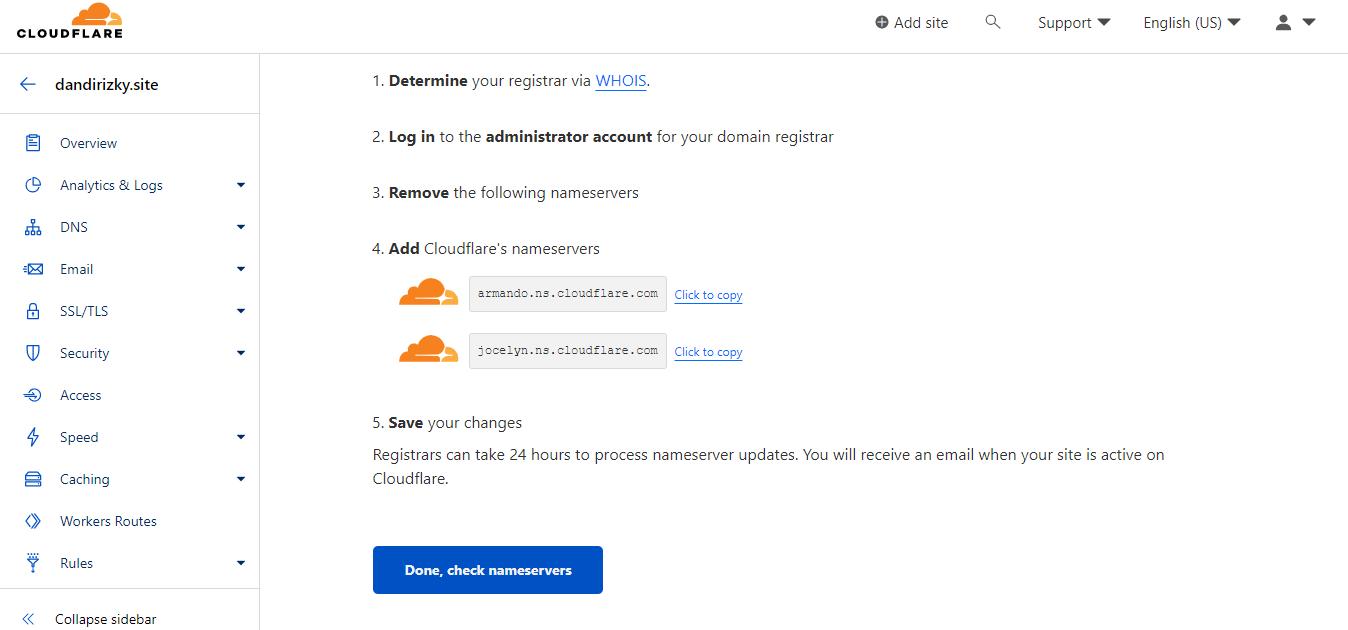 CLOUDFLARE
Add site
Support
English (US)
dandirizky.site
Overview
Analytics & Logs
DNS
Email
SSL/TLS
Security
Access
Speed
Caching
Workers Routes
Rules
Collapse sidebar
1. Determine your registrar via WHOIS.
2. Log in to the administrator account for your domain registrar
3. Remove the following nameservers
4. Add Cloudflare's nameservers
armando.ns.cloudflare.com Click to copy
jocelyn.ns.cloudflare.com Click to copy
5. Save your changes
Registrars can take 24 hours to process nameserver updates. You will receive an email when your site is active on
Cloudflare.
Done, check nameservers